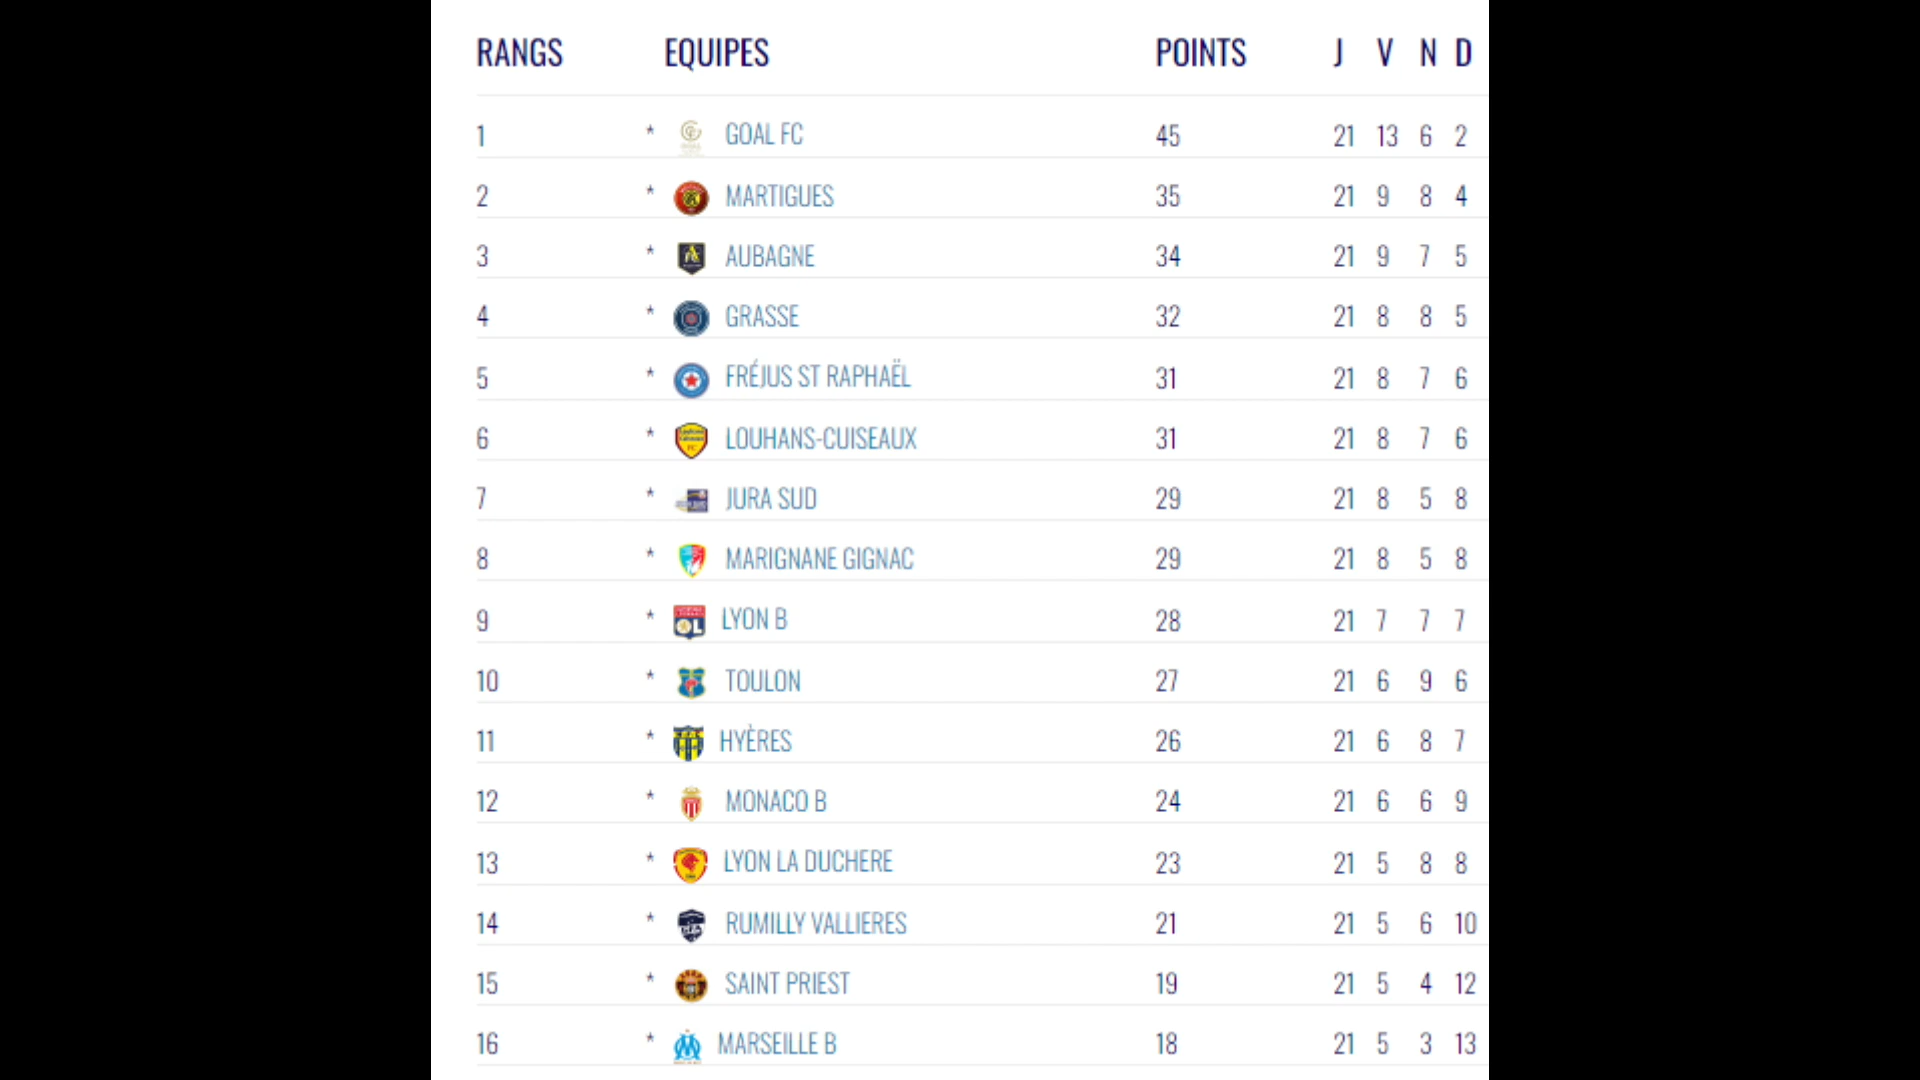 RANGS EQUIPES POINTS J V N D
1 * GOAL FC 45 21 13 6 2
2 * MARTIGUES 35 21 9 8 4
3 * AUBAGNE 34 21 9 7 5
4 * GRASSE 32 21 8 8 5
5 * FRÉJUS ST RAPHAËL 31 21 8 7 6
6 * LOUHANS-CUISEAUX 31 21 8 7 6
7 * JURA SUD 29 21 8 5 8
8 * MARIGNANE GIGNAC 29 21 8 5 8
9 * OL LYON B 28 21 7 7 7
10 * TOULON 27 21 6 9 6
11 * HYÈRES 26 21 6 8 7
12 * MONACO B 24 21 6 6 9
13 * LYON LA DUCHERE 23 21 5 8 8
14 * RUMILLY VALLIERES 21 21 5 6 10
15 * SAINT PRIEST 19 21 5 4 12
16 * MARSEILLE B 18 21 5 3 13